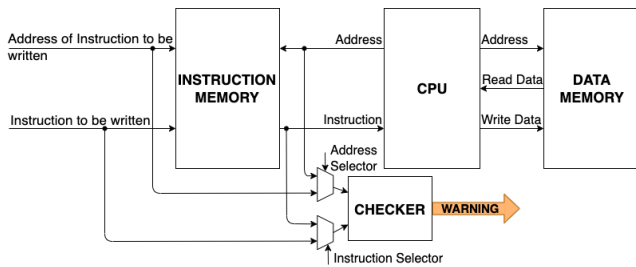 Address of Instruction to be
written
Address
Address
INSTRUCTION
MEMORY
CPU
DATA
MEMORY
Read Data
Instruction to be written
Instruction
Write Data
Address
Selector
CHECKER
WARNING
Instruction Selector